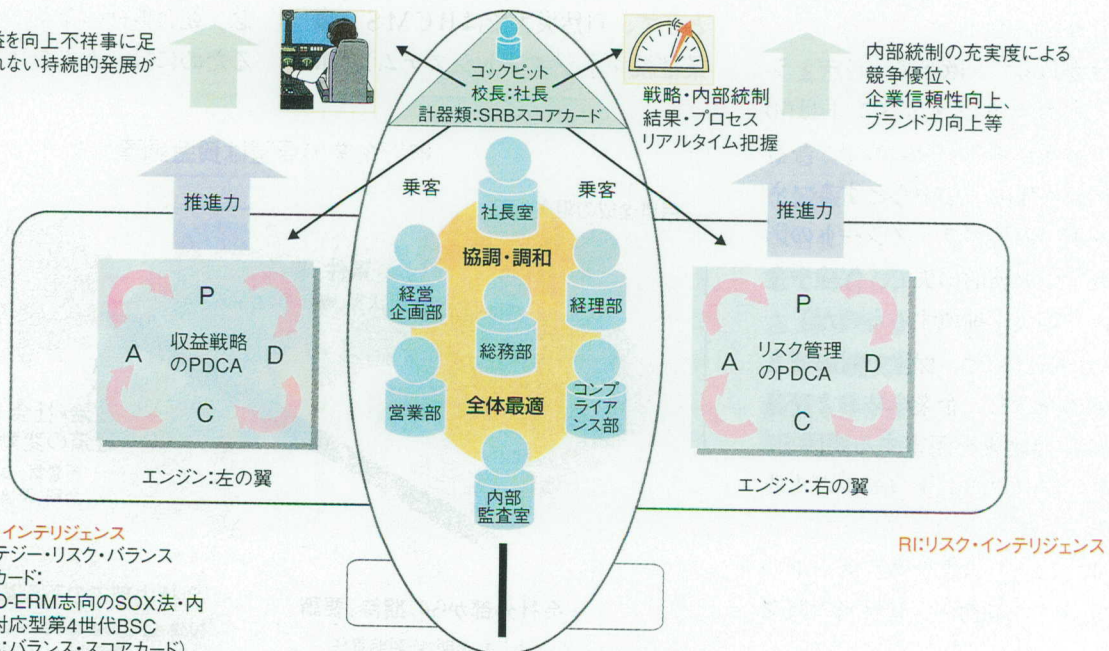 益を向上不祥事に足
れない持続的発展が
コックピット
校長：社長
計器類：SRBスコアカード
戦略・内部統制
結果・プロセス
リアルタイム把握
内部統制の充実度による
競争優位、
企業信頼性向上、
ブランド力向上等
推進力
乗客
乗客
推進力
社長室
協調・調和
経営
企画部
経理部
総務部
営業部
コンプ
ライア
ンス部
全体最適
内部
監査室
P
A
収益戦略
のPDCA
D
C
エンジン：左の翼
P
A
リスク管理
のPDCA
D
C
エンジン：右の翼
インテリジェンス
テジー・リスク・バランス
カード：
O-ERM志向のSOX法・内
対応型第4世代BSC
：バランス・スコアカード）
RI：リスク・インテリジェンス